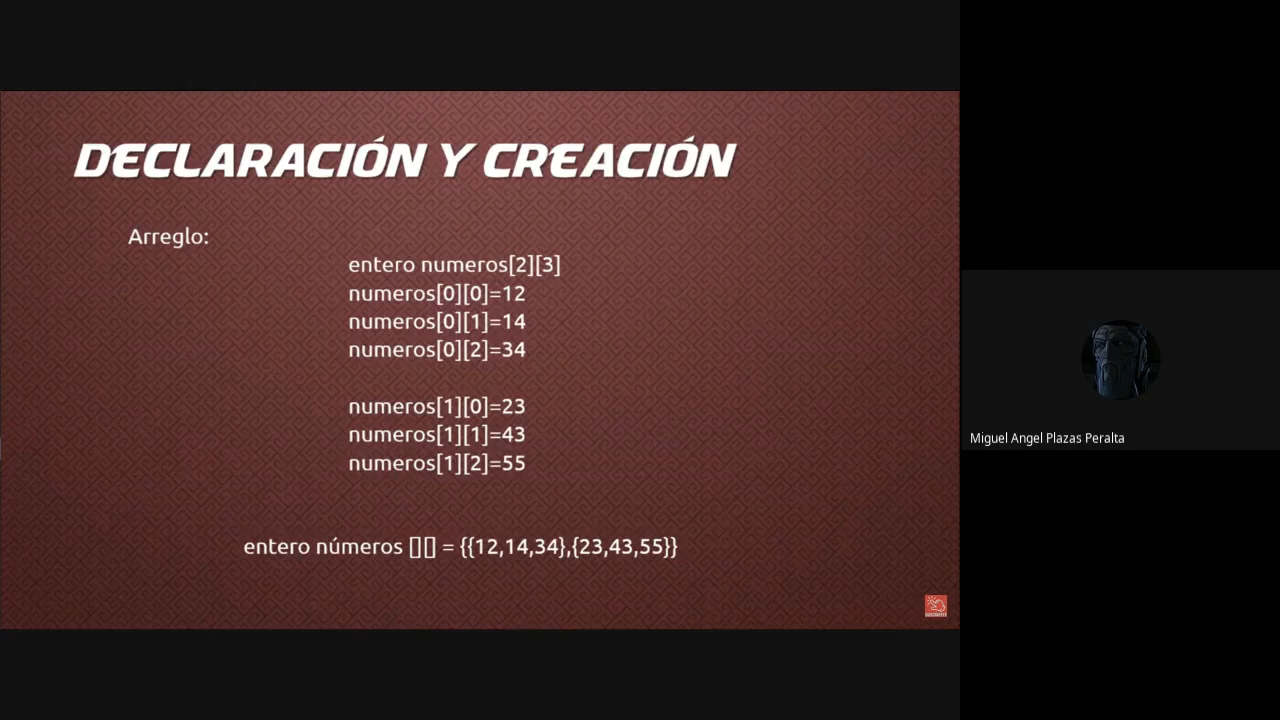 DECLARACIÓN Y CREACIÓN
Arreglo:
entero numeros[2][3]
numeros[0][0]=12
numeros[0][1]=14
numeros[0][2]=34
numeros[1][0]=23
numeros[1][1]=43
numeros[1][2]=55
entero números [][] = {{12,14,34},{23,43,55}}
Miguel Angel Plazas Peralta